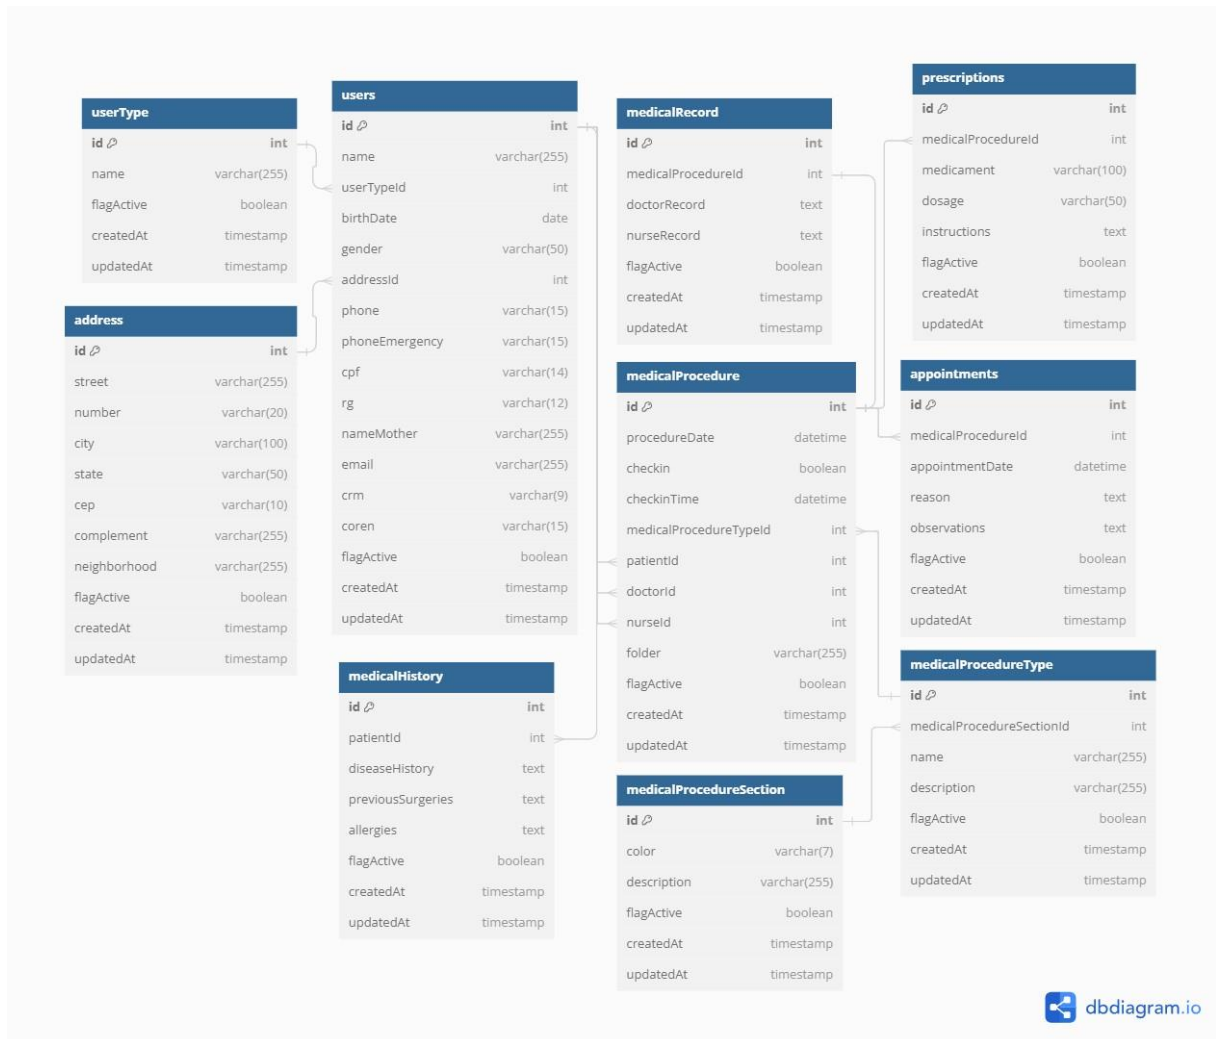 userType
id int
name varchar(255)
flagActive boolean
createdAt timestamp
updatedAt timestamp
address
id int
street varchar(255)
number varchar(20)
city varchar(100)
state varchar(50)
cep varchar(10)
complement varchar(255)
neighborhood varchar(255)
flagActive boolean
createdAt timestamp
updatedAt timestamp
users
id int
name varchar(255)
userTypeId int
birthDate date
gender varchar(50)
addressId int
phone varchar(15)
phoneEmergency varchar(15)
cpf varchar(14)
rg varchar(12)
nameMother varchar(255)
email varchar(255)
crm varchar(9)
coren varchar(15)
flagActive boolean
createdAt timestamp
updatedAt timestamp
medicalHistory
id int
patientId int
diseaseHistory text
previousSurgeries text
allergies text
flagActive boolean
createdAt timestamp
updatedAt timestamp
medicalRecord
id int
medicalProcedureId int
doctorRecord text
nurseRecord text
flagActive boolean
createdAt timestamp
updatedAt timestamp
medicalProcedure
id int
procedureDate datetime
checkin boolean
checkinTime datetime
medicalProcedureTypeId int
patientId int
doctorId int
nurseId int
folder varchar(255)
flagActive boolean
createdAt timestamp
updatedAt timestamp
medicalProcedureSection
id int
color varchar(7)
description varchar(255)
flagActive boolean
createdAt timestamp
updatedAt timestamp
prescriptions
id int
medicalProcedureId int
medicament varchar(100)
dosage varchar(50)
instructions text
flagActive boolean
createdAt timestamp
updatedAt timestamp
appointments
id int
medicalProcedureId int
appointmentDate datetime
reason text
observations text
flagActive boolean
createdAt timestamp
updatedAt timestamp
medicalProcedureType
id int
medicalProcedureSectionId int
name varchar(255)
description varchar(255)
flagActive boolean
createdAt timestamp
updatedAt timestamp
dbdiagram.io